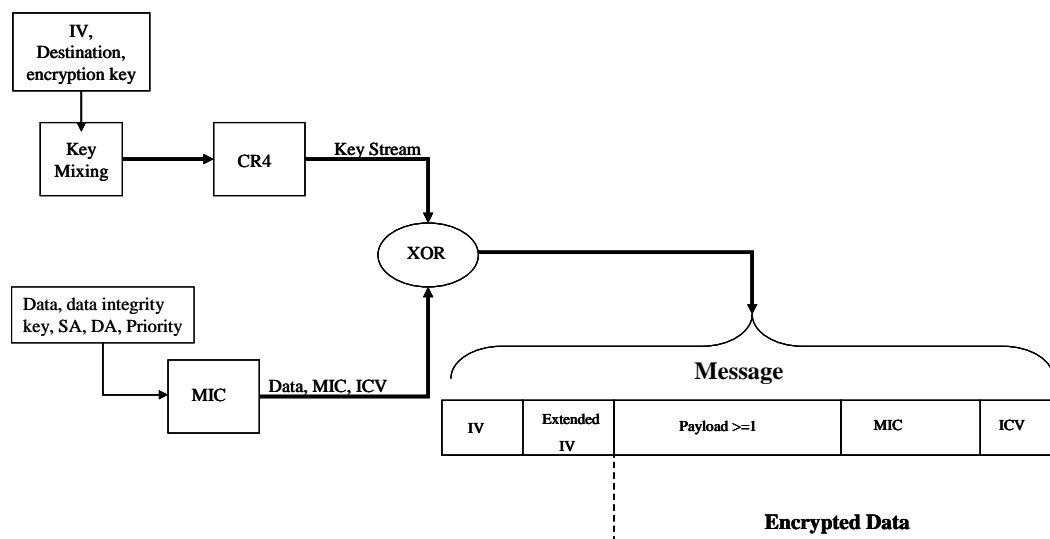 IV,
Destination,
encryption key
Key
Mixing
CR4
Key Stream
XOR
Data, data integrity
key, SA, DA, Priority
MIC
Data, MIC, ICV
Message
IV
Extended
IV
Payload >=1
MIC
ICV
Encrypted Data